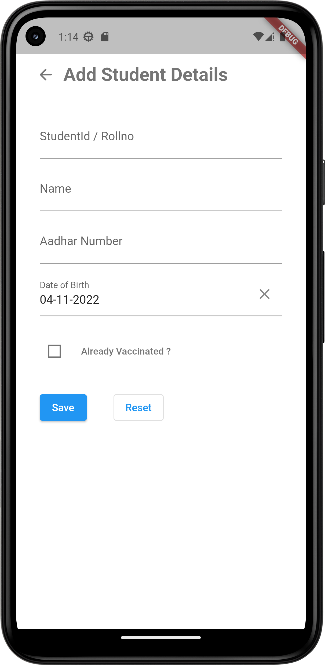 1:14
DEBUG
Add Student Details
StudentId / Rollno
Name
Aadhar Number
Date of Birth
04-11-2022
Already Vaccinated ?
Save
Reset